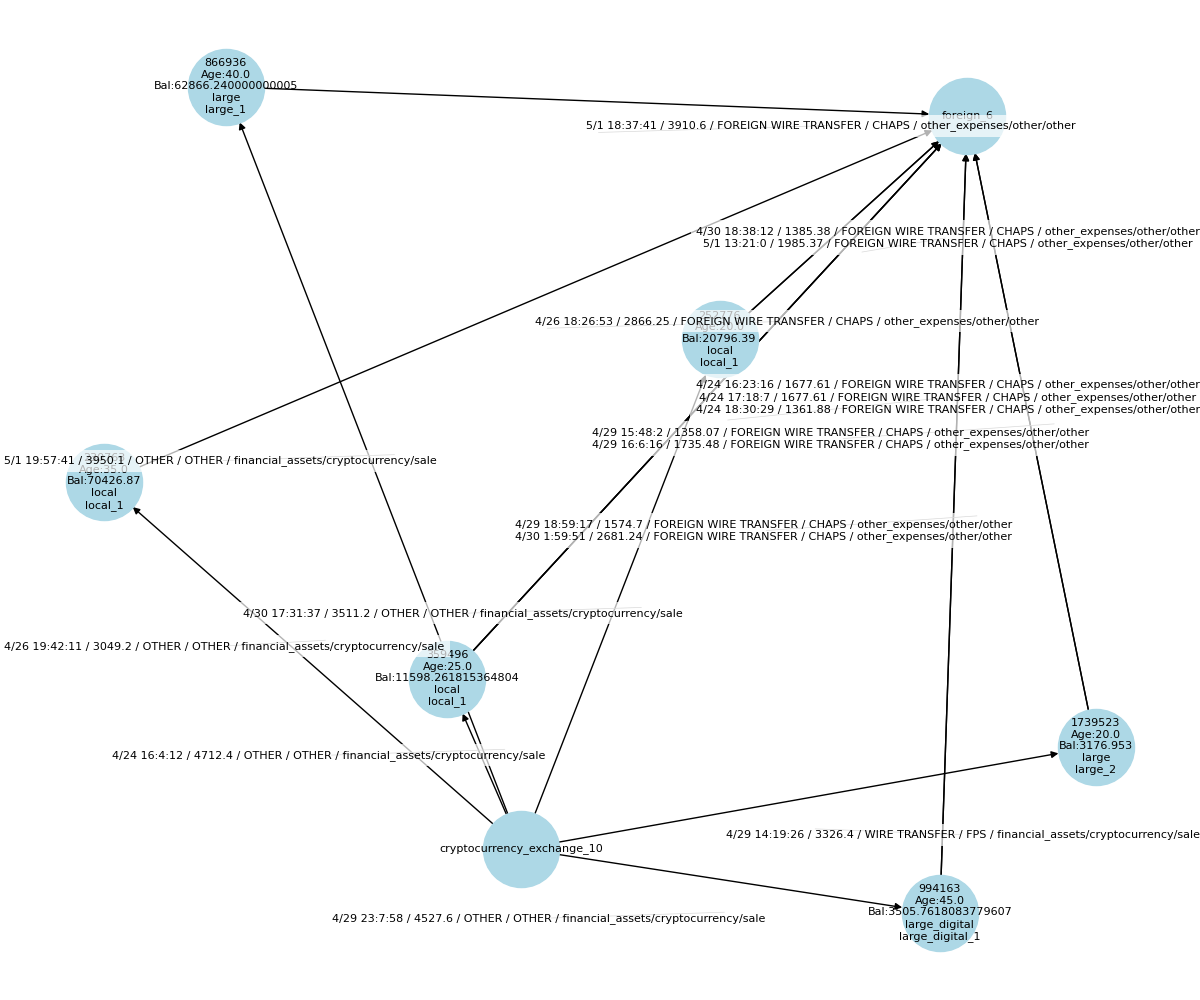 866936
Age:40.0
Bal:62866.240000000005
large
large_1
foreign_6
5/1 18:37:41 / 3910.6 / FOREIGN WIRE TRANSFER / CHAPS / other_expenses/other/other
4/30 18:38:12 / 1385.38 / FOREIGN WIRE TRANSFER / CHAPS / other_expenses/other/other
5/1 13:21:0 / 1985.37 / FOREIGN WIRE TRANSFER / CHAPS / other_expenses/other/other
4/26 18:26:53 / 2866.25 / FOREIGN WIRE TRANSFER / CHAPS / other_expenses/other/other
Bal:20796.39
local
local_1
4/24 16:23:16 / 1677.61 / FOREIGN WIRE TRANSFER / CHAPS / other_expenses/other/other
4/24 17:18:7 / 1677.61 / FOREIGN WIRE TRANSFER / CHAPS / other_expenses/other/other
4/24 18:30:29 / 1361.88 / FOREIGN WIRE TRANSFER / CHAPS / other_expenses/other/other
4/29 15:48:2 / 1358.07 / FOREIGN WIRE TRANSFER / CHAPS / other_expenses/other/other
4/29 16:6:16 / 1735.48 / FOREIGN WIRE TRANSFER / CHAPS / other_expenses/other/other
5/1 19:57:41 / 3950.1 / OTHER / OTHER / financial_assets/cryptocurrency/sale
Age:35.0
Bal:70426.87
local
local_1
4/29 18:59:17 / 1574.7 / FOREIGN WIRE TRANSFER / CHAPS / other_expenses/other/other
4/30 1:59:51 / 2681.24 / FOREIGN WIRE TRANSFER / CHAPS / other_expenses/other/other
4/30 17:31:37 / 3511.2 / OTHER / OTHER / financial_assets/cryptocurrency/sale
4/26 19:42:11 / 3049.2 / OTHER / OTHER / financial_assets/cryptocurrency/sale
Age:25.0
Bal:11598.261815364804
local
local_1
4/24 16:4:12 / 4712.4 / OTHER / OTHER / financial_assets/cryptocurrency/sale
1739523
Age:20.0
Bal:3176.953
large
large_2
4/29 14:19:26 / 3326.4 / WIRE TRANSFER / FPS / financial_assets/cryptocurrency/sale
cryptocurrency_exchange_10
994163
Age:45.0
Bal:3505.7618083779607
large_digital
large_digital_1
4/29 23:7:58 / 4527.6 / OTHER / OTHER / financial_assets/cryptocurrency/sale